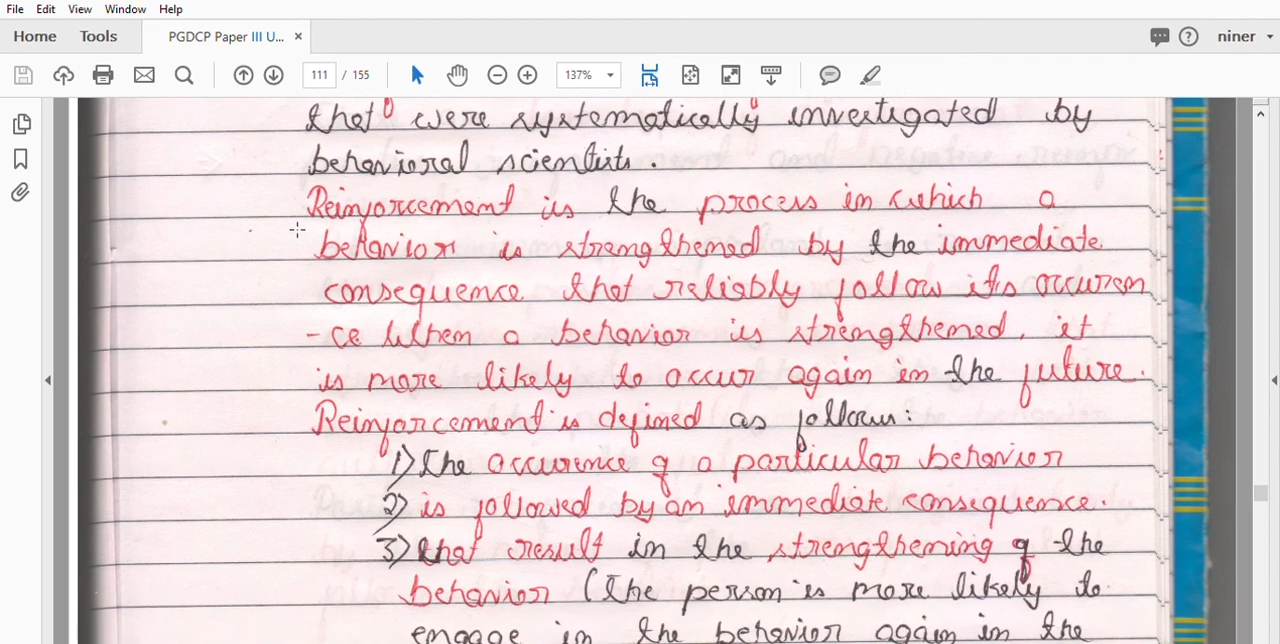 File Edit View Window Help
Home Tools PGDCP Paper III U... × niner
111 / 155 137%
that were systematically investigated by
behavioral scientists.
Reinforcement is the process in which a
behavior is strengthened by the immediate
consequence that reliably follow its occuren
-ce When a behavior is strengthened, it
is more likely to occur again in the future.
Reinforcement is defined as follow:
1) The occurence of a particular behavior
2) is followed by an immediate consequence.
3) that result in the strengthening of the
behavior (The person is more likely to
engage in the behavior again in the